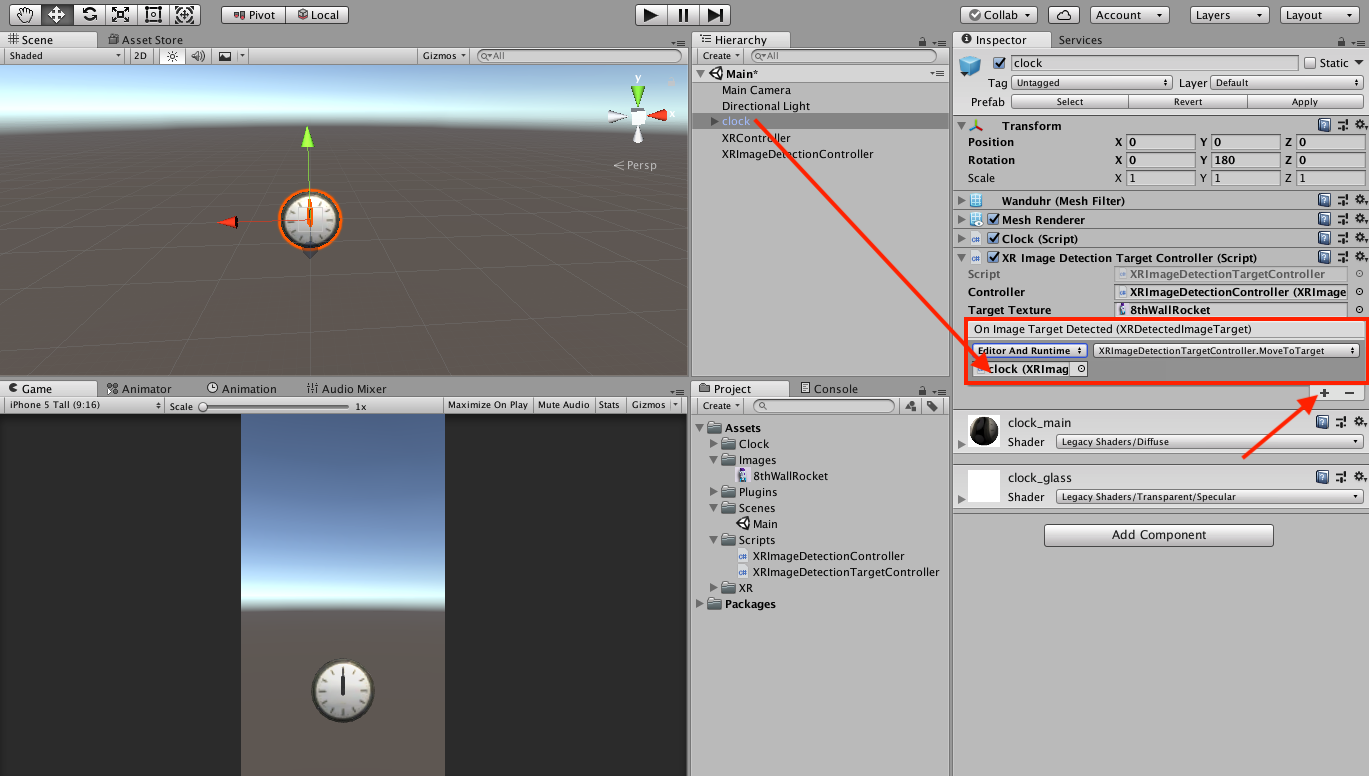 Pivot Local Collab Account Layers Layout
Scene Asset Store
Shaded 2D Gizmos All
y
x
Persp
Hierarchy
Create All
Main*
Main Camera
Directional Light
clock
XRController
XRImageDetectionController
Inspector Services
clock Static
Tag Untagged Layer Default
Prefab Select Revert Apply
Transform
Position X 0 Y 0 Z 0
Rotation X 0 Y 180 Z 0
Scale X 1 Y 1 Z 1
Wanduhr (Mesh Filter)
Mesh Renderer
C# Clock (Script)
C# XR Image Detection Target Controller (Script)
Script XRImageDetectionTargetController
Controller XRImageDetectionController (XRImage
Target Texture 8thWallRocket
On Image Target Detected (XRDetectedImageTarget)
Editor And Runtime XRImageDetectionTargetController.MoveToTarget
clock (XRImag
+ −
clock_main
Shader Legacy Shaders/Diffuse
clock_glass
Shader Legacy Shaders/Transparent/Specular
Add Component
Game Animator Animation Audio Mixer
iPhone 5 Tall (9:16) Scale 1x Maximize On Play Mute Audio Stats Gizmos
Project Console
Create
Assets
Clock
Images
8thWallRocket
Plugins
Scenes
Main
Scripts
C# XRImageDetectionController
C# XRImageDetectionTargetController
XR
Packages